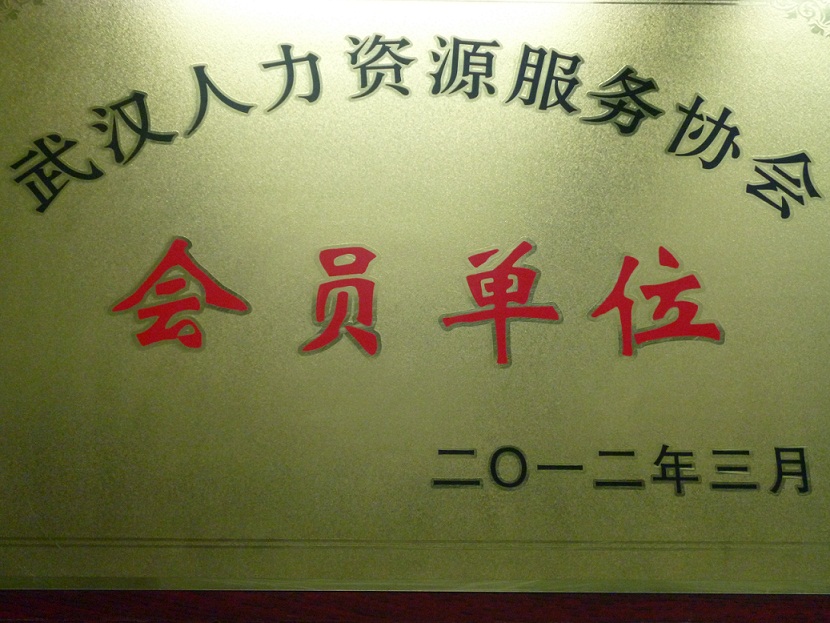 武汉人力资源服务协会
会员单位
二〇一二年三月